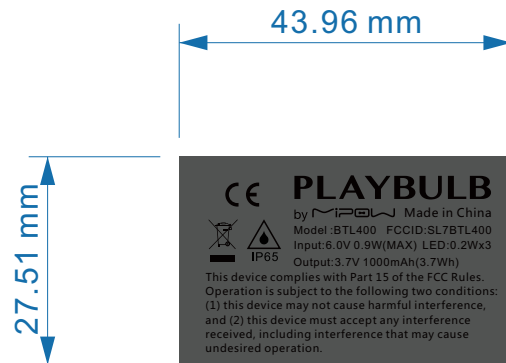 43.96 mm
27.51 mm
CE
PLAYBULB
by MIPOW Made in China
Model :BTL400 FCCID:SL7BTL400
Input:6.0V 0.9W(MAX) LED:0.2Wx3
IP65
Output:3.7V 1000mAh(3.7Wh)
This device complies with Part 15 of the FCC Rules.
Operation is subject to the following two conditions:
(1) this device may not cause harmful interference,
and (2) this device must accept any interference
received, including interference that may cause
undesired operation.